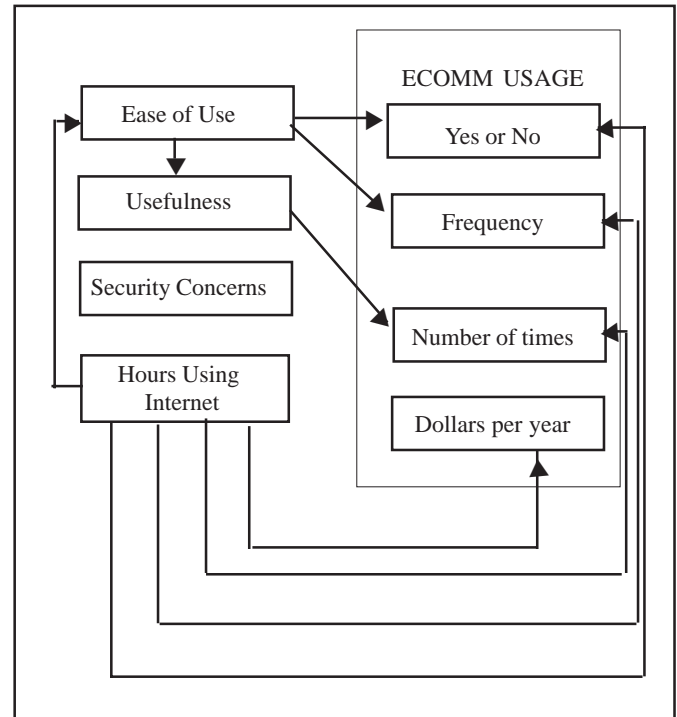 ECOMM USAGE
Ease of Use
Yes or No
Usefulness
Frequency
Security Concerns
Number of times
Hours Using
Internet
Dollars per year